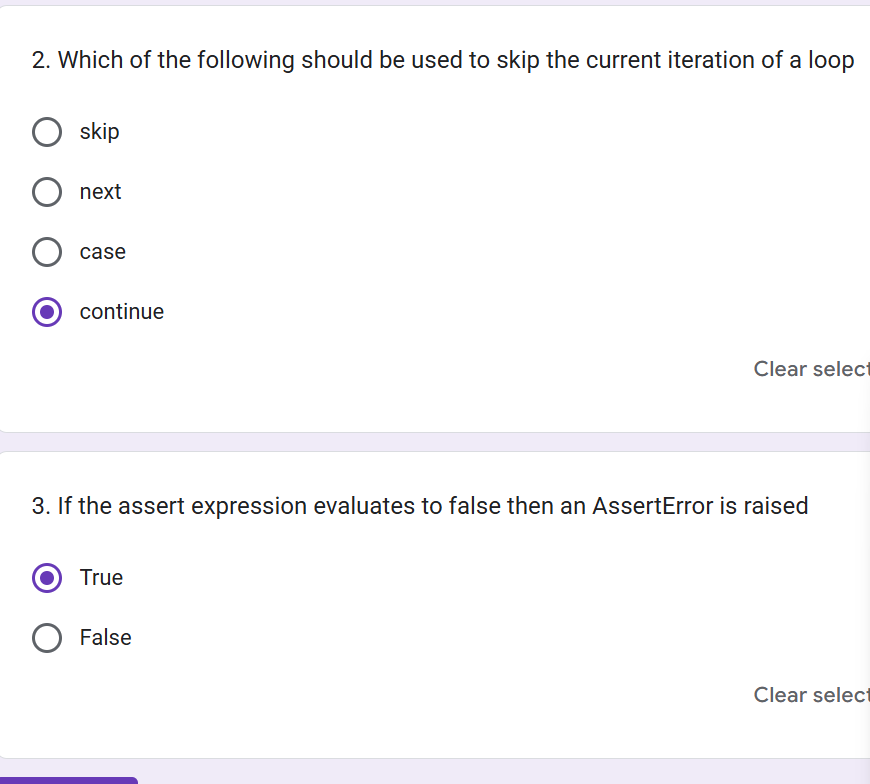 2. Which of the following should be used to skip the current iteration of a loop
skip
next
case
continue
Clear select
3. If the assert expression evaluates to false then an AssertError is raised
True
False
Clear select